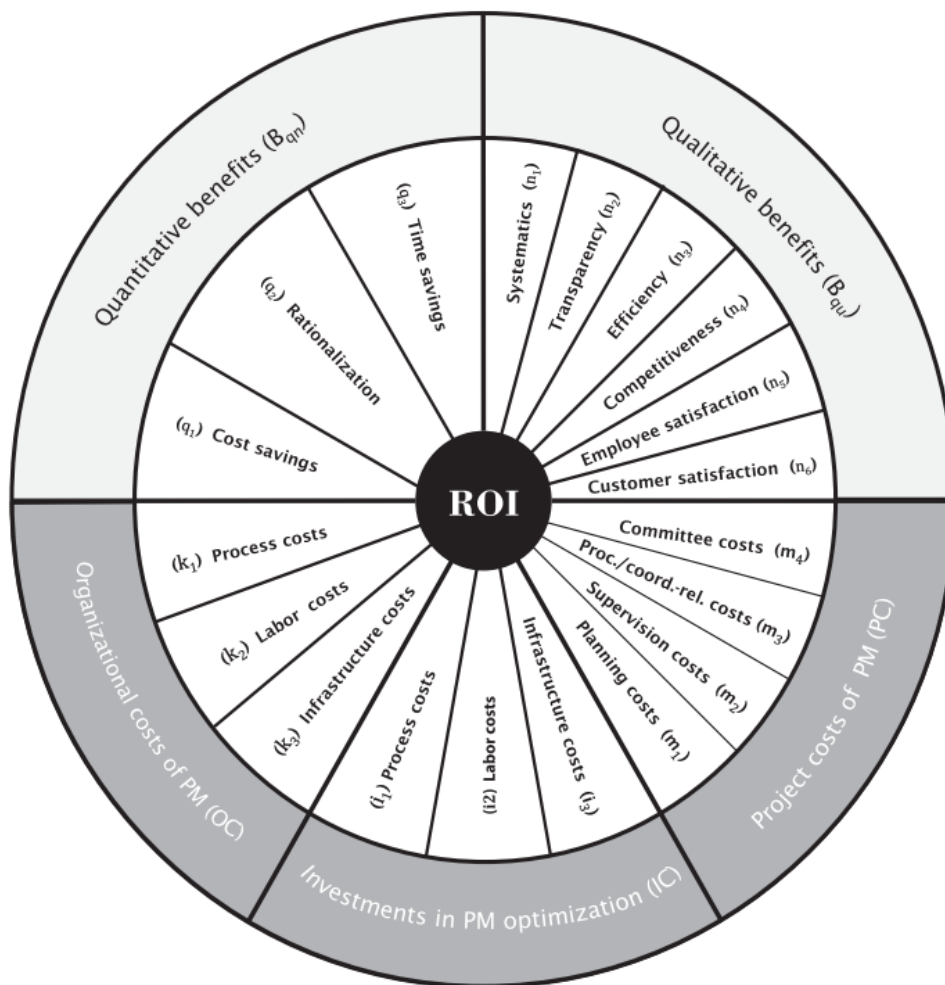 Quantitative benefits (Bqn)
Qualitative benefits (Bqu)
(q3) Time savings
(q2) Rationalization
(q1) Cost savings
Systematics (n1)
Transparency (n2)
Efficiency (n3)
Competitiveness (n4)
Employee satisfaction (n5)
Customer satisfaction (n6)
ROI
Committee costs (m4)
Proc./coord.-rel. costs (m3)
Supervision costs (m2)
Planning costs (m1)
Infrastructure costs (i3)
(i2) Labor costs
(i1) Process costs
(k3) Infrastructure costs
(k2) Labor costs
(k1) Process costs
Organizational costs of PM (OC)
Investments in PM optimization (IC)
Project costs of PM (PC)